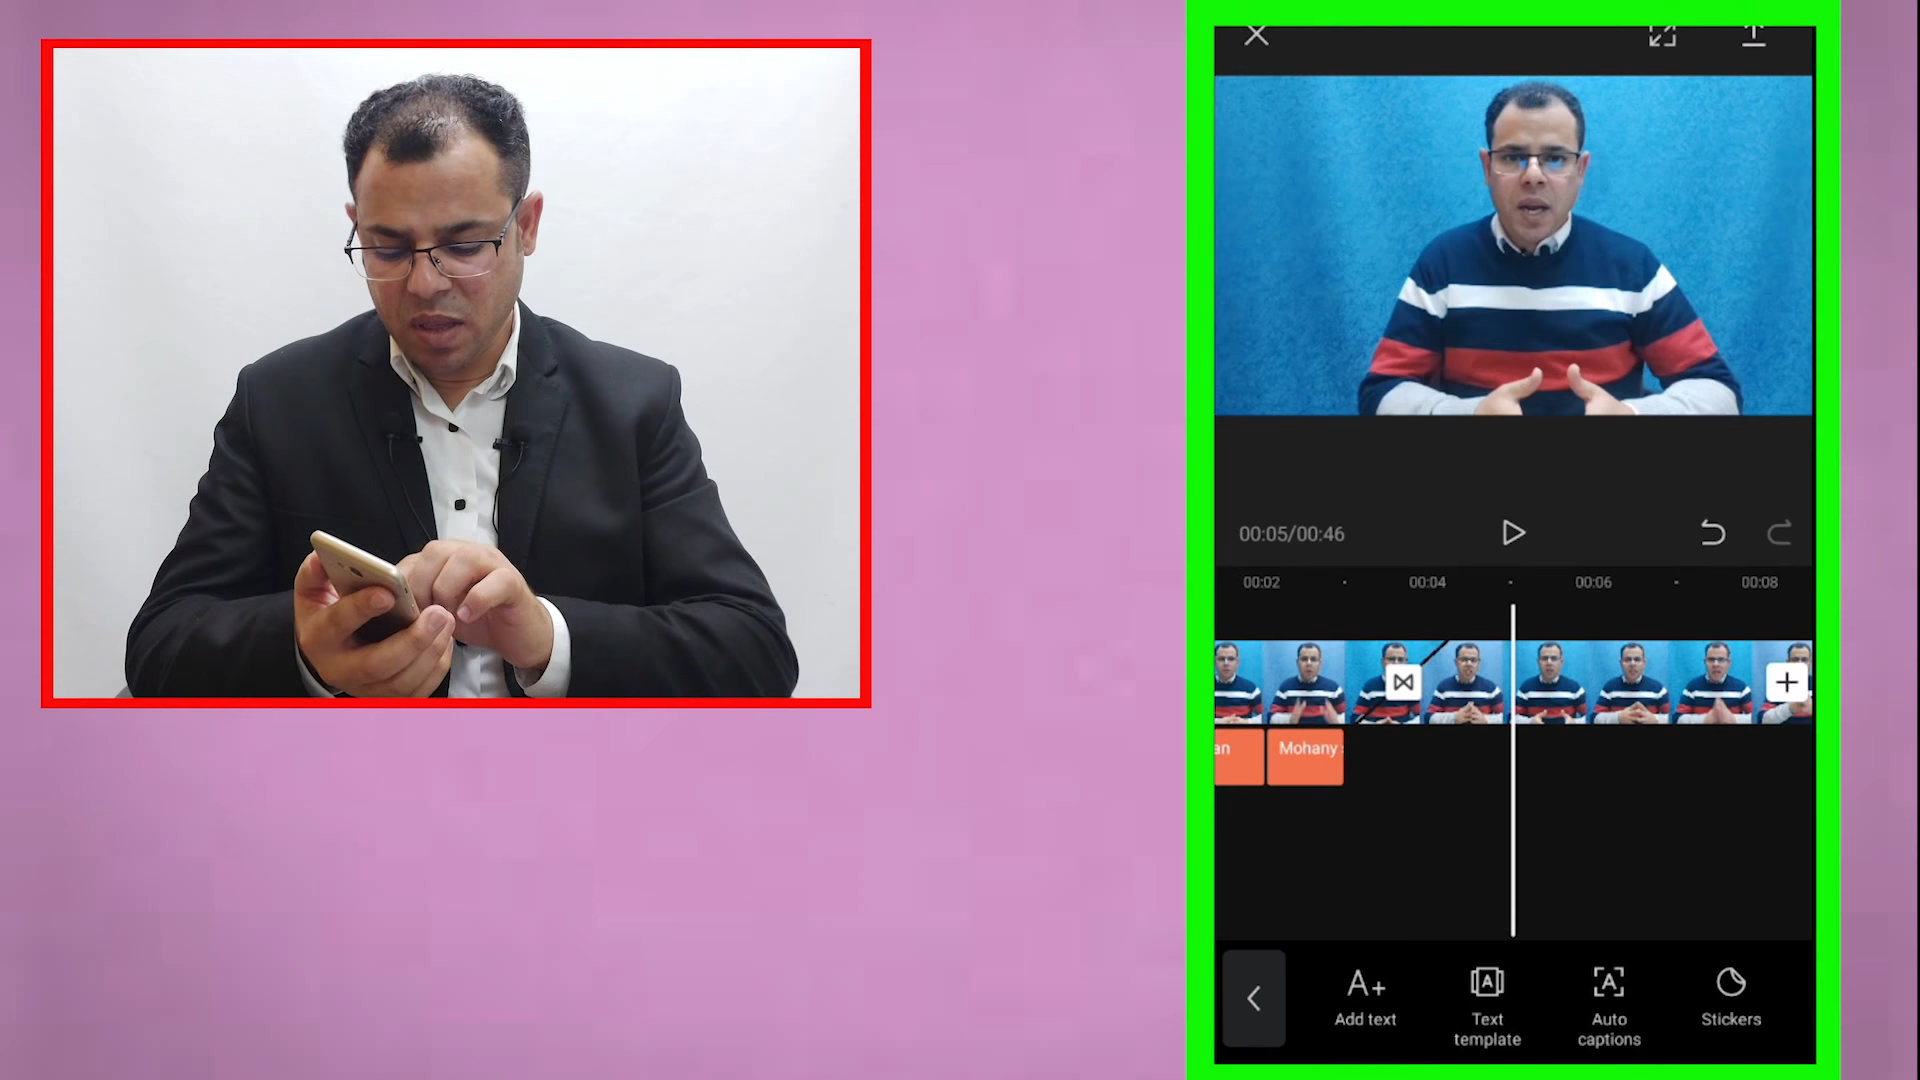 00:05/00:46
00:02
00:04
00:06
00:08
an
Mohany
Add text
Text template
Auto captions
Stickers